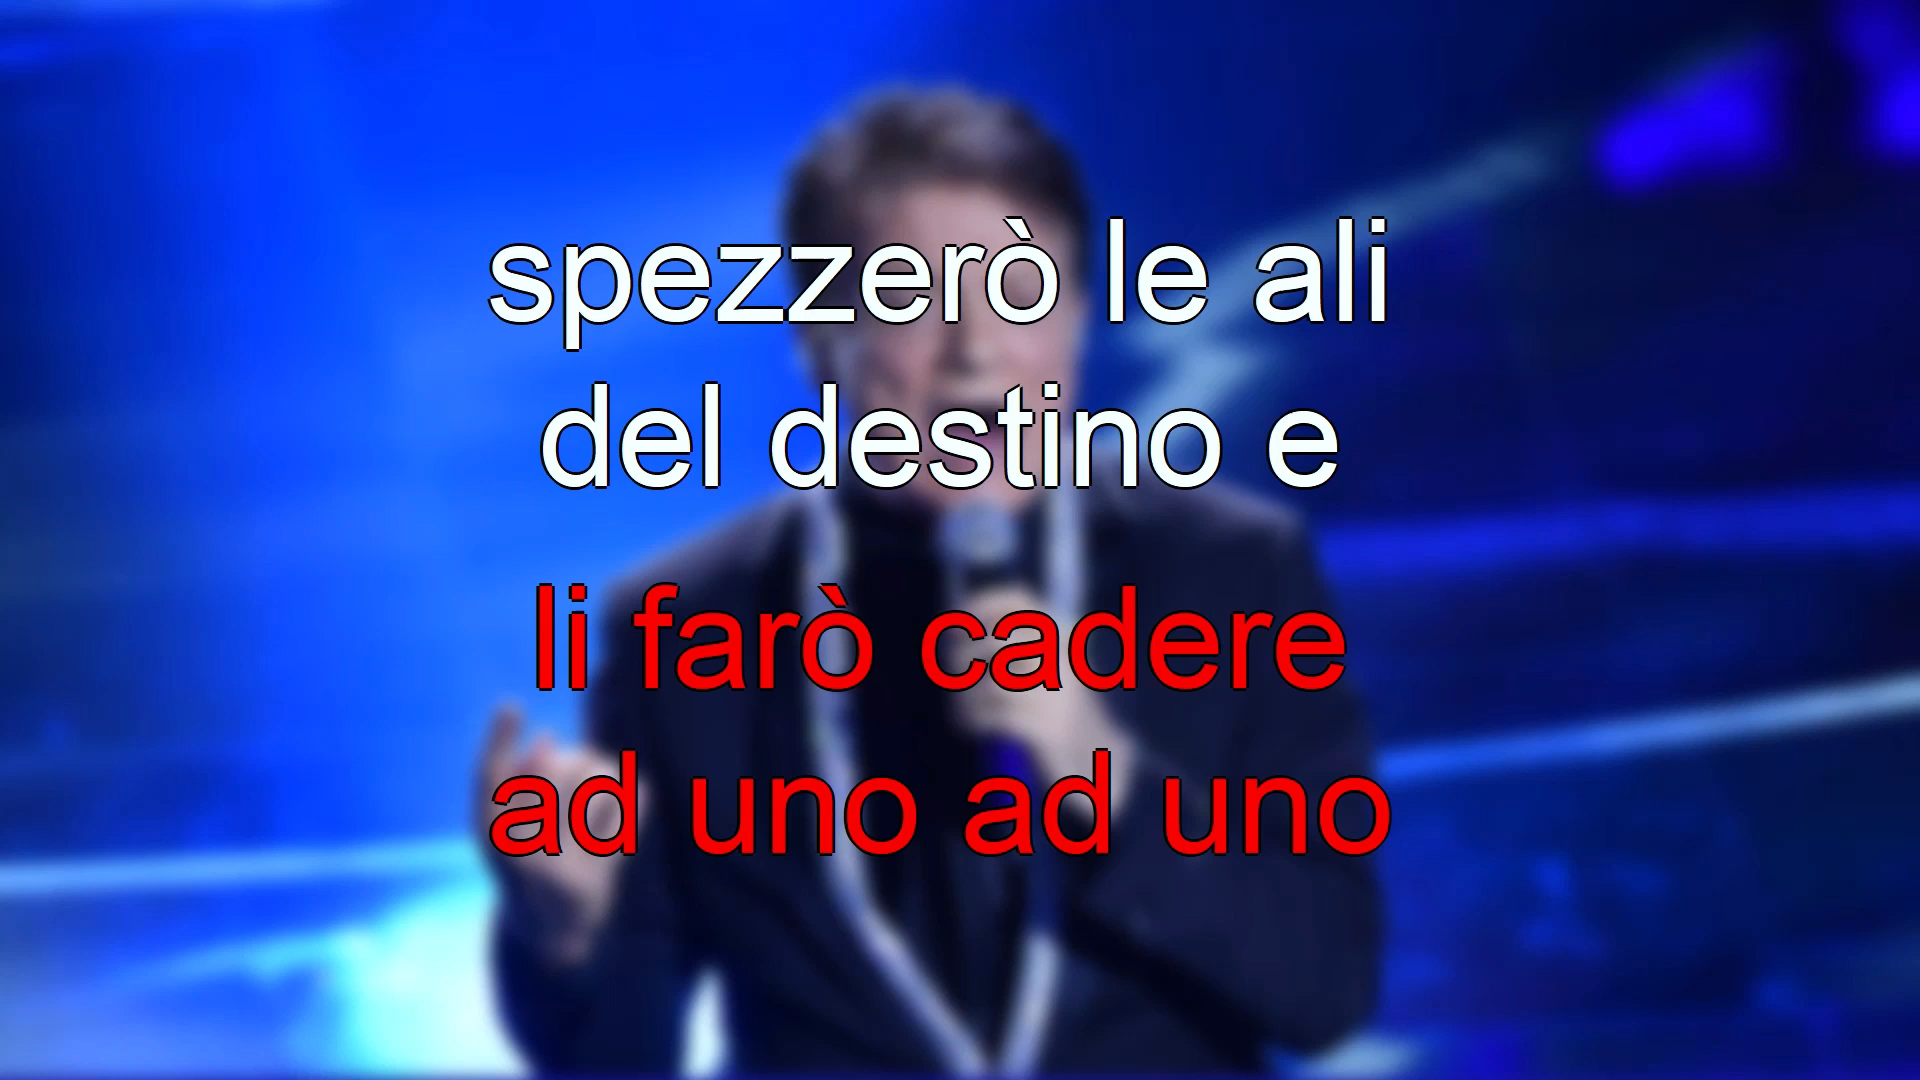 spezzerò le ali
del destino e
li farò cadere
ad uno ad uno